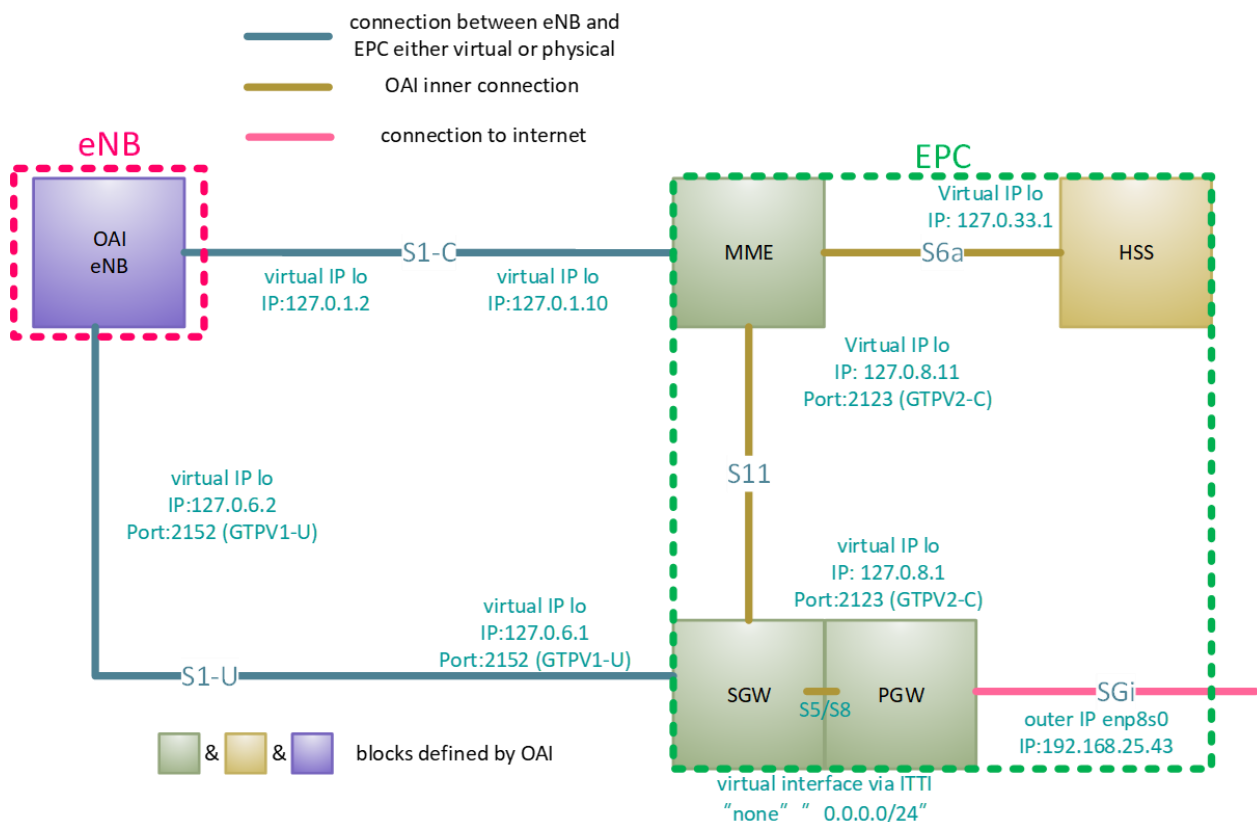 connection between eNB and
EPC either virtual or physical
OAI inner connection
connection to internet
eNB
EPC
OAI
eNB
S1-C
virtual IP lo
IP:127.0.1.2
virtual IP lo
IP:127.0.1.10
MME
Virtual IP lo
IP: 127.0.33.1
S6a
HSS
Virtual IP lo
IP: 127.0.8.11
Port:2123 (GTPV2-C)
S11
virtual IP lo
IP:127.0.6.2
Port:2152 (GTPV1-U)
virtual IP lo
IP: 127.0.8.1
Port:2123 (GTPV2-C)
virtual IP lo
IP:127.0.6.1
Port:2152 (GTPV1-U)
S1-U
SGW
S5/S8
PGW
SGi
outer IP enp8s0
IP:192.168.25.43
& & blocks defined by OAI
virtual interface via ITTI
"none" " 0.0.0.0/24"